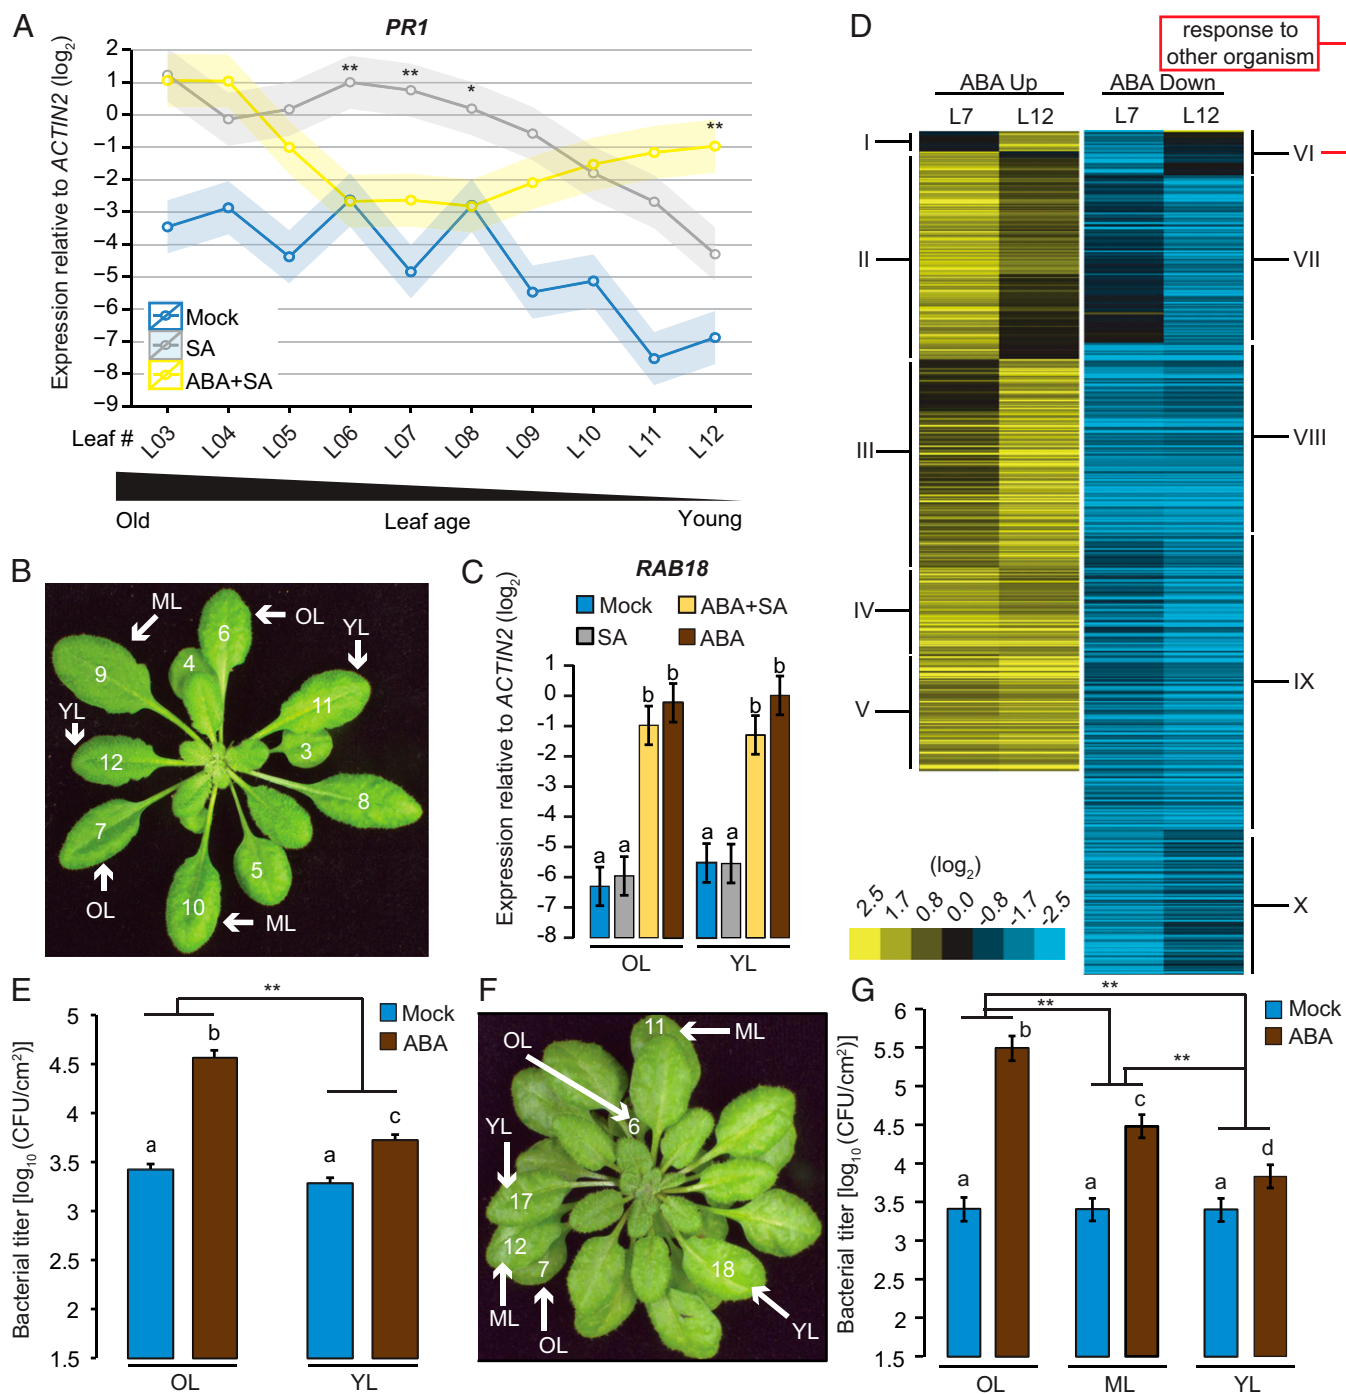 A
PR1
Expression relative to ACTIN2 (log2)
2
1
0
−1
−2
−3
−4
−5
−6
−7
−8
−9
Mock
SA
ABA+SA
**
**
*
**
Leaf #
L03
L04
L05
L06
L07
L08
L09
L10
L11
L12
Old
Leaf age
Young
B
ML
OL
YL
6
4
9
11
YL
3
12
8
7
5
10
OL
ML
C
RAB18
Mock
ABA+SA
SA
ABA
Expression relative to ACTIN2 (log2)
1
0
-1
-2
-3
-4
-5
-6
-7
-8
a
a
b
b
a
a
b
b
OL
YL
D
response to
other organism
ABA Up
ABA Down
L7
L12
L7
L12
I
II
III
IV
V
VI
VII
VIII
IX
X
(log2)
2.5
1.7
0.8
0.0
-0.8
-1.7
-2.5
E
Mock
ABA
Bacterial titer [log10 (CFU/cm2)]
5
4.5
4
3.5
3
2.5
2
1.5
**
a
b
a
c
OL
YL
F
11
ML
OL
6
YL
17
12
7
18
ML
OL
YL
G
Mock
ABA
Bacterial titer [log10 (CFU/cm2)]
6
5.5
5
4.5
4
3.5
3
2.5
2
1.5
**
**
**
a
b
a
c
a
d
OL
ML
YL